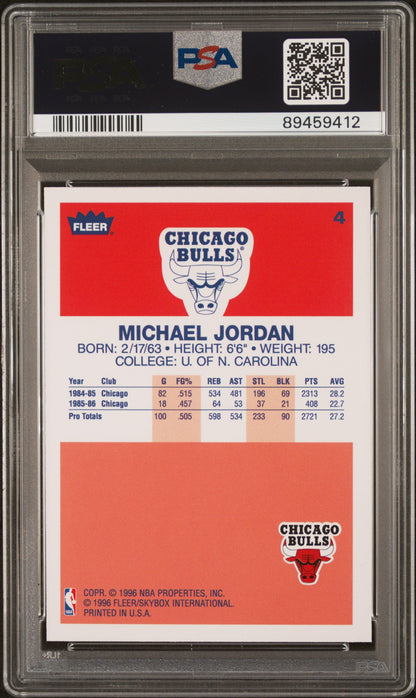 PSA
89459412
FLEER
4
CHICAGO
BULLS
MICHAEL JORDAN
BORN: 2/17/63 • HEIGHT: 6'6" • WEIGHT: 195
COLLEGE: U. OF N. CAROLINA
Year Club G FG% REB AST STL BLK PTS AVG
1984-85 Chicago 82 .515 534 481 196 69 2313 28.2
1985-86 Chicago 18 .457 64 53 37 21 408 22.7
Pro Totals 100 .505 598 534 233 90 2721 27.2
CHICAGO
BULLS
NBA
COPR. © 1996 NBA PROPERTIES, INC.
© 1996 FLEER/SKYBOX INTERNATIONAL.
PRINTED IN U.S.A.
PSA